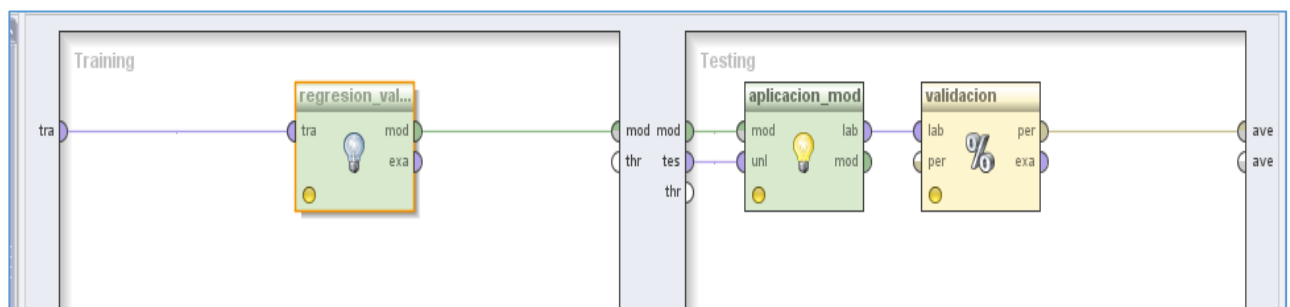 Training
regresion_val...
tra
tra
mod
exa
mod
thr
Testing
mod
tes
thr
aplicacion_mod
mod
lab
unl
mod
validacion
lab
per
per
%
exa
ave
ave